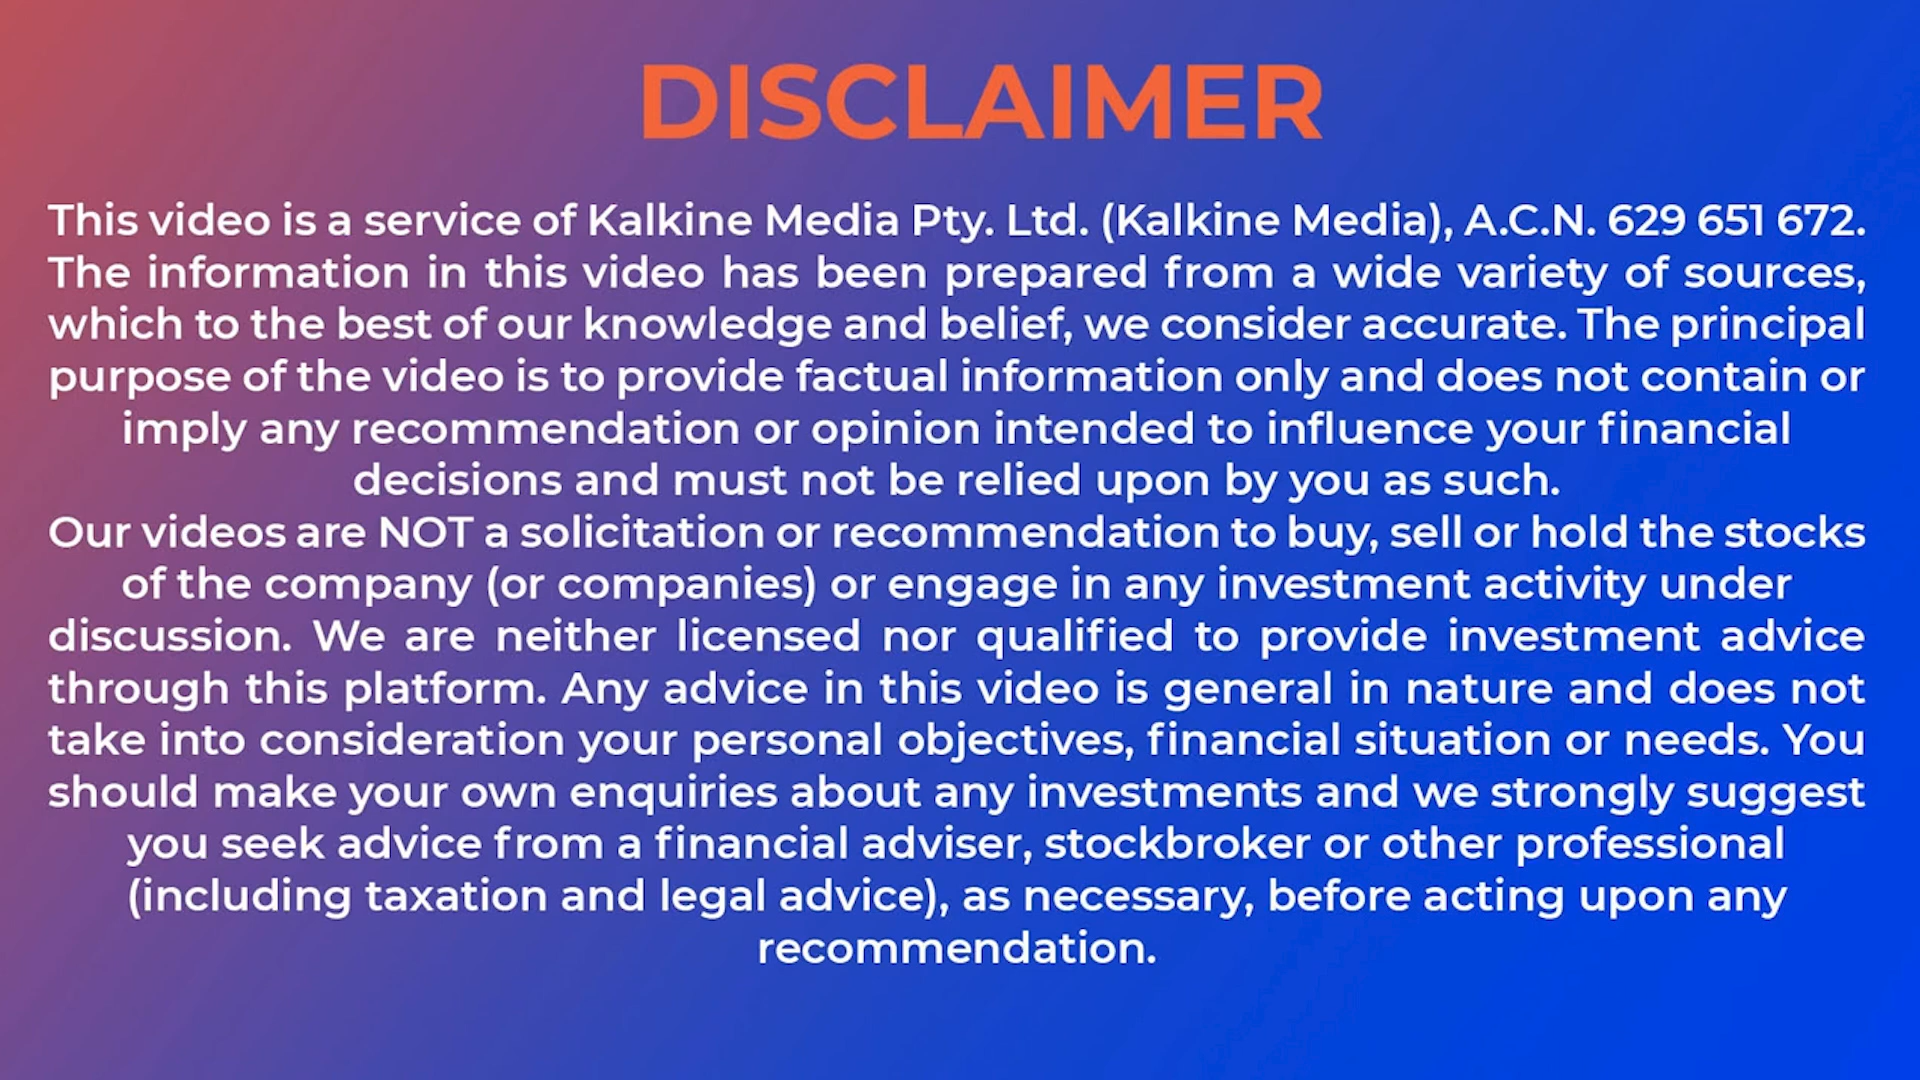 DISCLAIMER
This video is a service of Kalkine Media Pty. Ltd. (Kalkine Media), A.C.N. 629 651 672.
The information in this video has been prepared from a wide variety of sources,
which to the best of our knowledge and belief, we consider accurate. The principal
purpose of the video is to provide factual information only and does not contain or
imply any recommendation or opinion intended to influence your financial
decisions and must not be relied upon by you as such.
Our videos are NOT a solicitation or recommendation to buy, sell or hold the stocks
of the company (or companies) or engage in any investment activity under
discussion. We are neither licensed nor qualified to provide investment advice
through this platform. Any advice in this video is general in nature and does not
take into consideration your personal objectives, financial situation or needs. You
should make your own enquiries about any investments and we strongly suggest
you seek advice from a financial adviser, stockbroker or other professional
(including taxation and legal advice), as necessary, before acting upon any
recommendation.